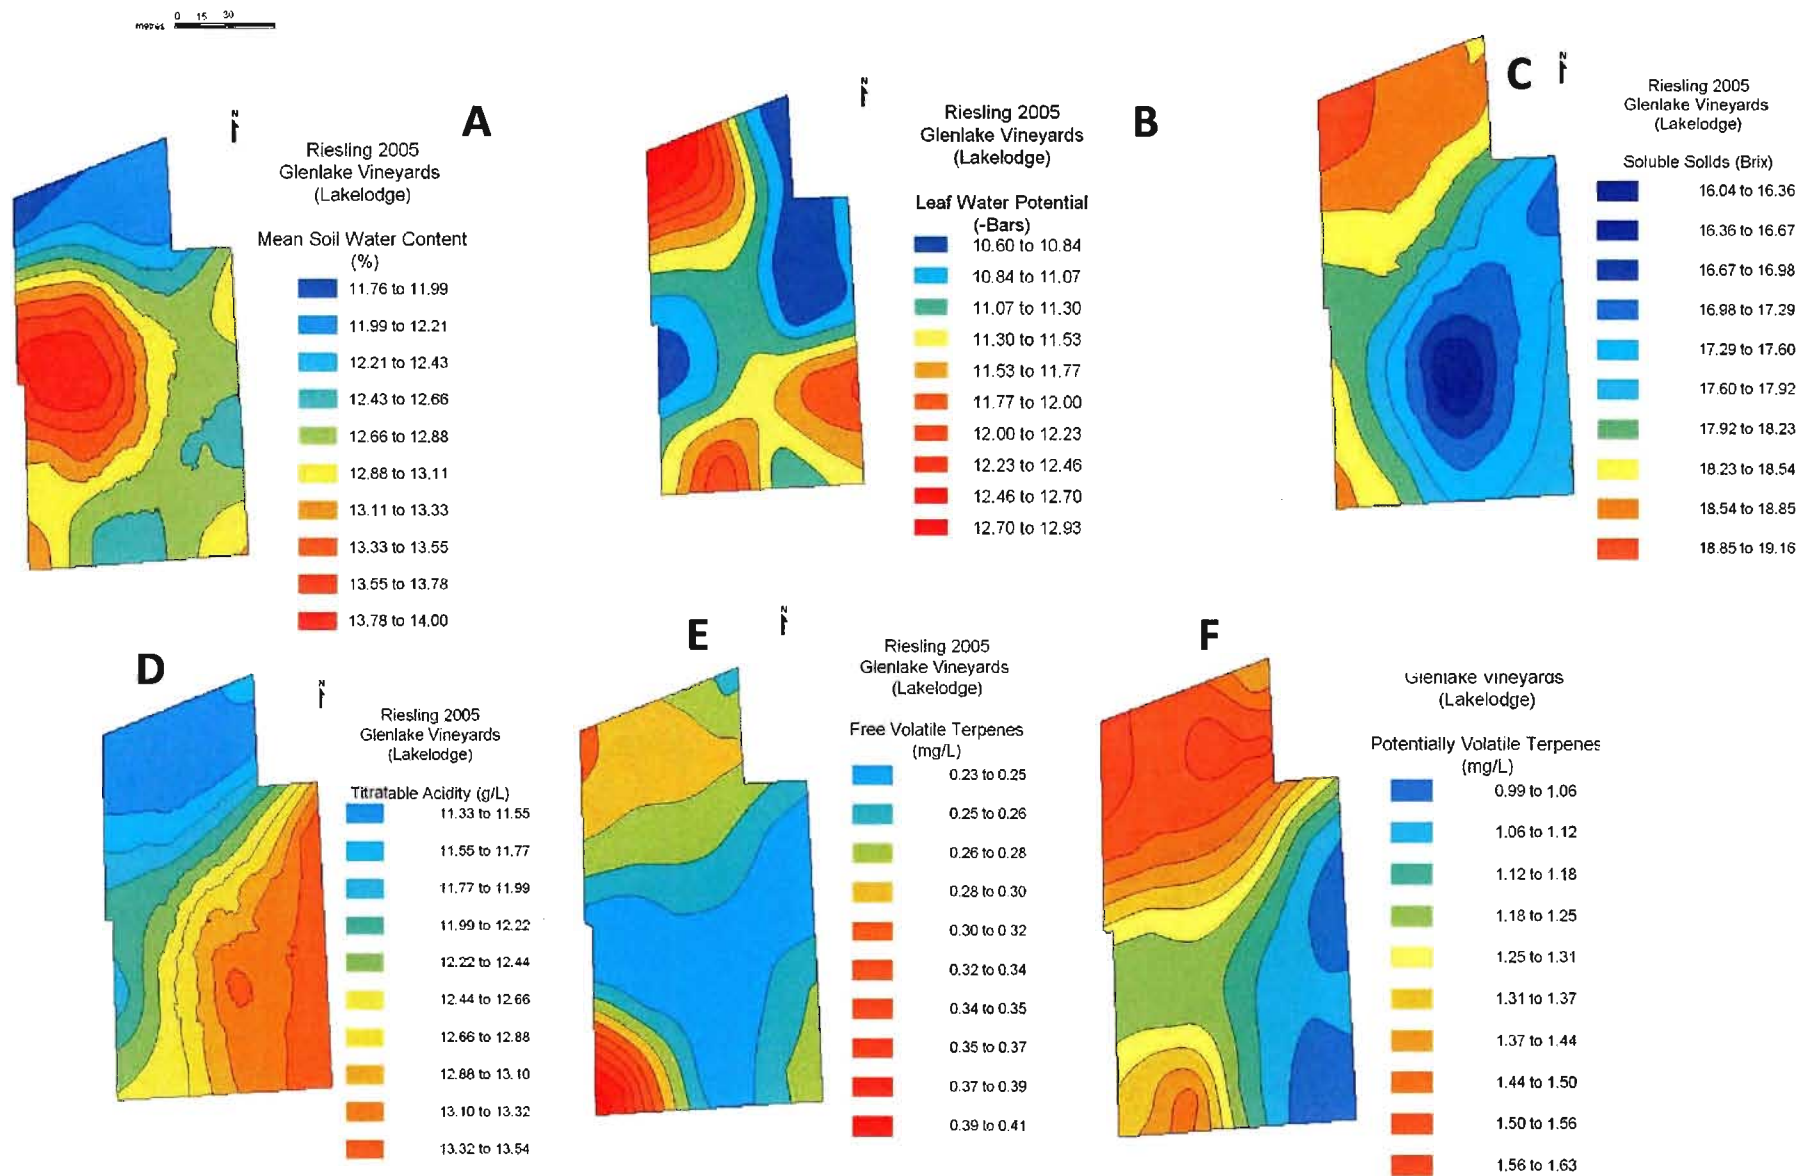 0 15 30
metres
N
A
Riesling 2005
Glenlake Vineyards
(Lakelodge)
Mean Soil Water Content
(%)
11.76 to 11.99
11.99 to 12.21
12.21 to 12.43
12.43 to 12.66
12.66 to 12.88
12.88 to 13.11
13.11 to 13.33
13.33 to 13.55
13.55 to 13.78
13.78 to 14.00
N
B
Riesling 2005
Glenlake Vineyards
(Lakelodge)
Leaf Water Potential
(-Bars)
10.60 to 10.84
10.84 to 11.07
11.07 to 11.30
11.30 to 11.53
11.53 to 11.77
11.77 to 12.00
12.00 to 12.23
12.23 to 12.46
12.46 to 12.70
12.70 to 12.93
C
N
Riesling 2005
Glenlake Vineyards
(Lakelodge)
Soluble Solids (Brix)
16.04 to 16.36
16.36 to 16.67
16.67 to 16.98
16.98 to 17.29
17.29 to 17.60
17.60 to 17.92
17.92 to 18.23
18.23 to 18.54
18.54 to 18.85
18.85 to 19.16
D
N
Riesling 2005
Glenlake Vineyards
(Lakelodge)
Titratable Acidity (g/L)
11.33 to 11.55
11.55 to 11.77
11.77 to 11.99
11.99 to 12.22
12.22 to 12.44
12.44 to 12.66
12.66 to 12.88
12.88 to 13.10
13.10 to 13.32
13.32 to 13.54
E
N
Riesling 2005
Glenlake Vineyards
(Lakelodge)
Free Volatile Terpenes
(mg/L)
0.23 to 0.25
0.25 to 0.26
0.26 to 0.28
0.28 to 0.30
0.30 to 0.32
0.32 to 0.34
0.34 to 0.35
0.35 to 0.37
0.37 to 0.39
0.39 to 0.41
F
Glenlake Vineyards
(Lakelodge)
Potentially Volatile Terpenes
(mg/L)
0.99 to 1.06
1.06 to 1.12
1.12 to 1.18
1.18 to 1.25
1.25 to 1.31
1.31 to 1.37
1.37 to 1.44
1.44 to 1.50
1.50 to 1.56
1.56 to 1.63